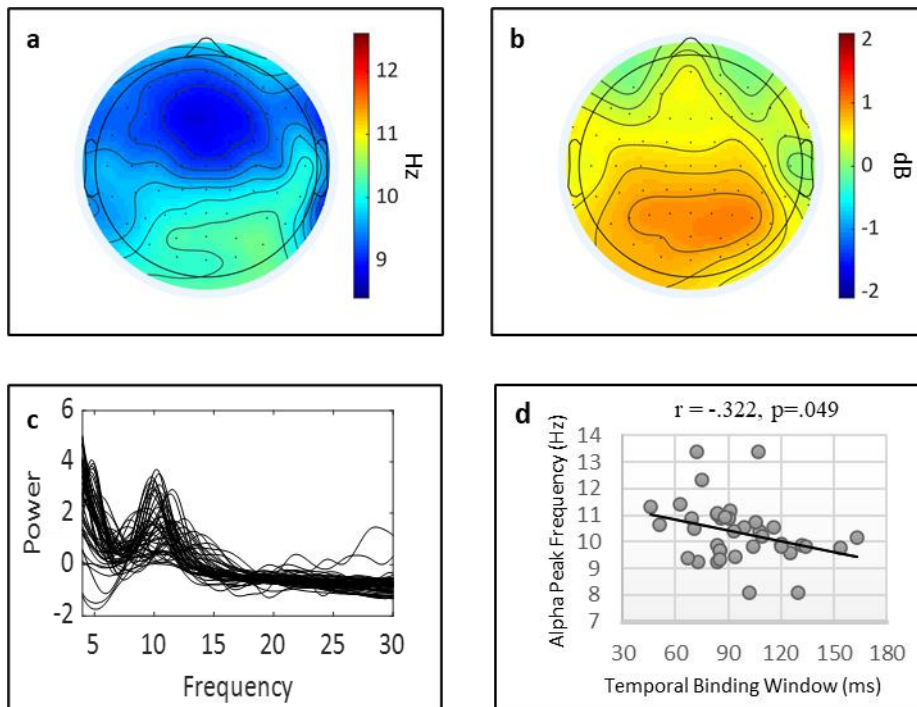 a
12
11
10
9
Hz
b
2
1
0
-1
-2
dB
c
6
4
2
0
-2
Power
5 10 15 20 25 30
Frequency
d
r = -.322, p=.049
Alpha Peak Frequency (Hz)
14
13
12
11
10
9
8
7
30 60 90 120 150 180
Temporal Binding Window (ms)